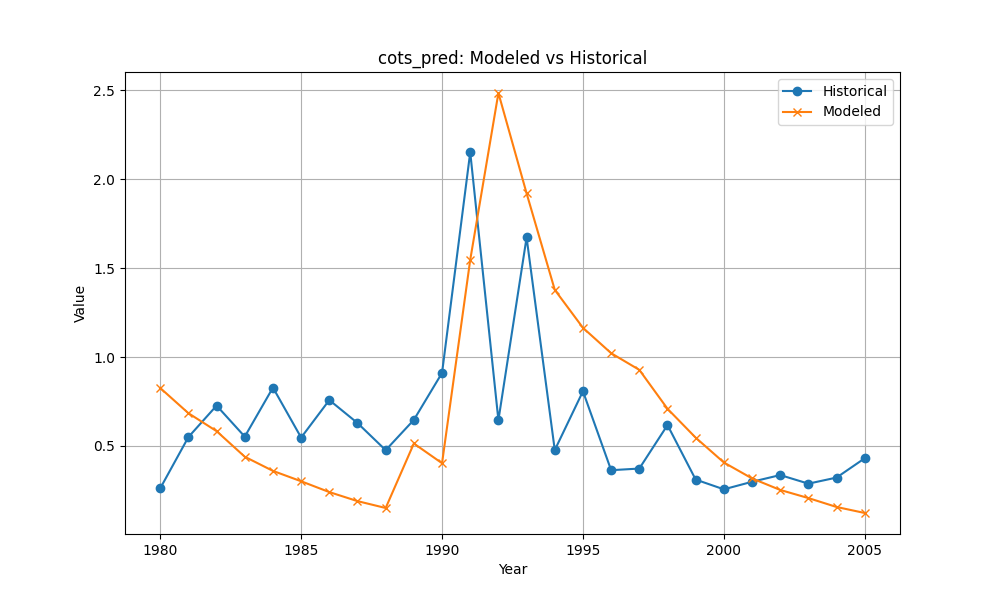 cots_pred: Modeled vs Historical
Historical
Modeled
Value
2.5
2.0
1.5
1.0
0.5
1980
1985
1990
1995
2000
2005
Year